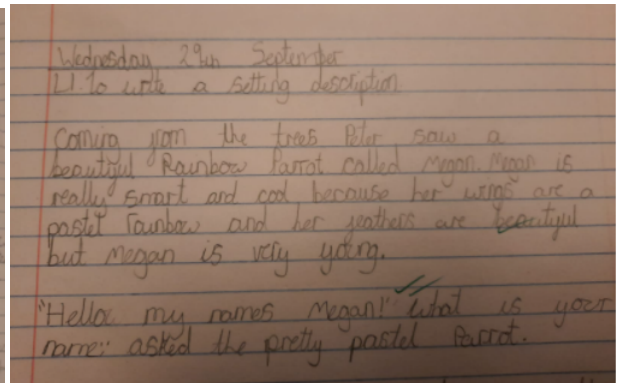 Wednesday 29th September
LI. To write a setting description
Coming from the trees Peter saw a
beautiful Rainbow Parrot called Megan. Megan is
really smart and cool because her wings are a
pastel rainbow and her feathers are beautiful
but Megan is very young.
"Hello my names Megan!" What is your
name" asked the pretty pastel Parrot.